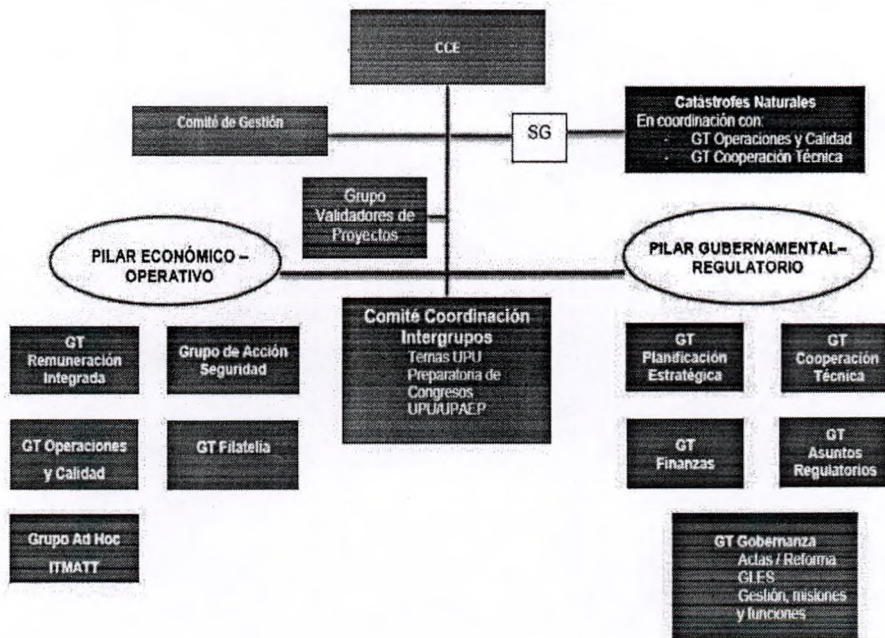 CCE
Comité de Gestión
SG
Catástrofes Naturales
En coordinación con:
- GT Operaciones y Calidad
- GT Cooperación Técnica
Grupo
Validadores de
Proyectos
PILAR ECONÓMICO –
OPERATIVO
PILAR GUBERNAMENTAL–
REGULATORIO
Comité Coordinación
Intergrupos
Temas UPU
Preparatoria de
Congresos
UPU/UPAEP
GT
Remuneración
Integrada
Grupo de Acción
Seguridad
GT Operaciones
y Calidad
GT Filatelia
Grupo Ad Hoc
ITMATT
GT
Planificación
Estratégica
GT
Cooperación
Técnica
GT
Finanzas
GT
Asuntos
Regulatorios
GT Gobernanza
Actas / Reforma
GLES
Gestión, misiones
y funciones